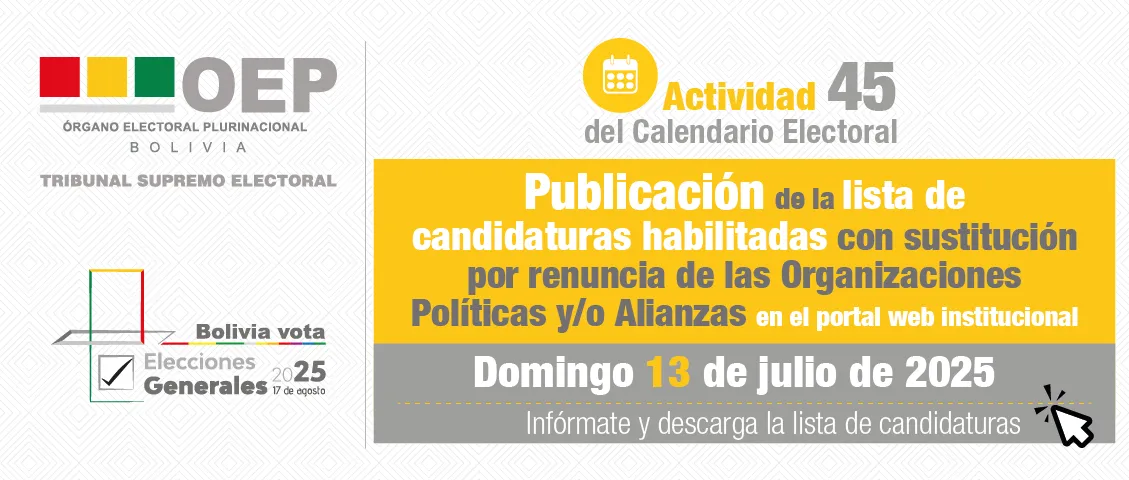 OEP
ÓRGANO ELECTORAL PLURINACIONAL
BOLIVIA
TRIBUNAL SUPREMO ELECTORAL
Bolivia vota
Elecciones
Generales 2025
17 de agosto
Actividad 45
del Calendario Electoral
Publicación de la lista de
candidaturas habilitadas con sustitución
por renuncia de las Organizaciones
Políticas y/o Alianzas en el portal web institucional
Domingo 13 de julio de 2025
Infórmate y descarga la lista de candidaturas